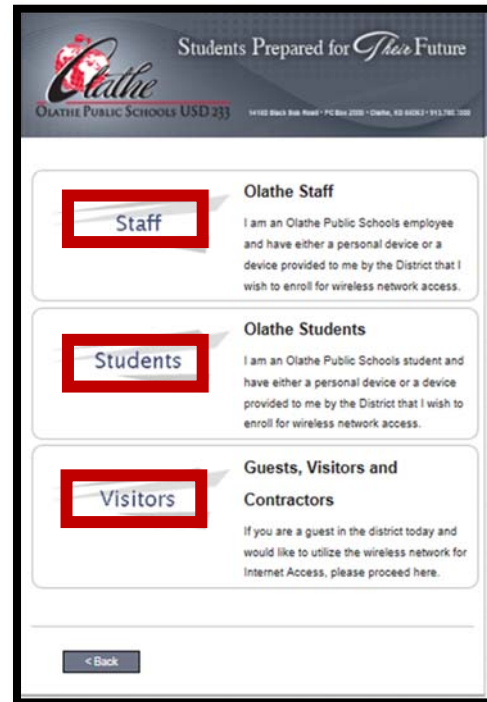 Students Prepared for Their Future
Olathe
OLATHE PUBLIC SCHOOLS USD 233
Staff
Olathe Staff
I am an Olathe Public Schools employee
and have either a personal device or a
device provided to me by the District that I
wish to enroll for wireless network access.
Students
Olathe Students
I am an Olathe Public Schools student and
have either a personal device or a device
provided to me by the District that I wish to
enroll for wireless network access.
Visitors
Guests, Visitors and
Contractors
If you are a guest in the district today and
would like to utilize the wireless network for
Internet Access, please proceed here.
< Back